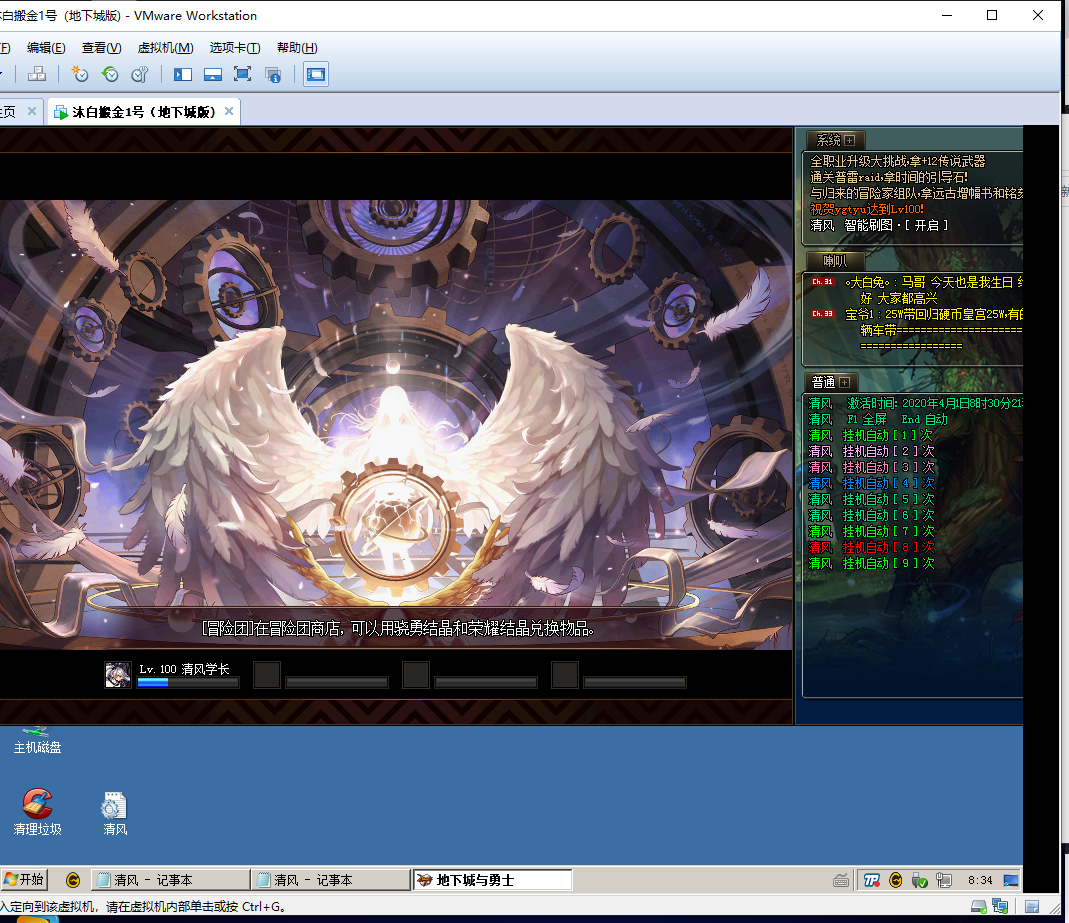 沐白搬金1号（地下城版）- VMware Workstation
编辑(E) 查看(V) 虚拟机(M) 选项卡(T) 帮助(H)
主页 × 沐白搬金1号（地下城版） ×
系统
全职业升级大挑战,拿+12传说武器
通关普雷raid,拿时间的引导石!
与归来的冒险家组队,拿远古增幅书和铭刻
祝贺ygtyu达到Lv100!
清风 智能刷图·[ 开启 ]
喇叭
Ch.31 大白兔：马哥 今天也是我生日
好 大家都高兴
Ch.33 宝爷1：25W带回归硬币皇宫25W,有的
辆车带=====================
=================
普通
清风 激活时间: 2020年4月1日8时30分21
清风 F1 全屏 End 自动
清风 挂机自动 [ 1 ] 次
清风 挂机自动 [ 2 ] 次
清风 挂机自动 [ 3 ] 次
清风 挂机自动 [ 4 ] 次
清风 挂机自动 [ 5 ] 次
清风 挂机自动 [ 6 ] 次
清风 挂机自动 [ 7 ] 次
清风 挂机自动 [ 8 ] 次
清风 挂机自动 [ 9 ] 次
[冒险团]在冒险团商店，可以用骁勇结晶和荣耀结晶兑换物品。
Lv. 100 清风学长
主机磁盘
清理垃圾 清风
开始 清风 - 记事本 清风 - 记事本 地下城与勇士 8:34
入定向到该虚拟机，请在虚拟机内部单击或按 Ctrl+G。